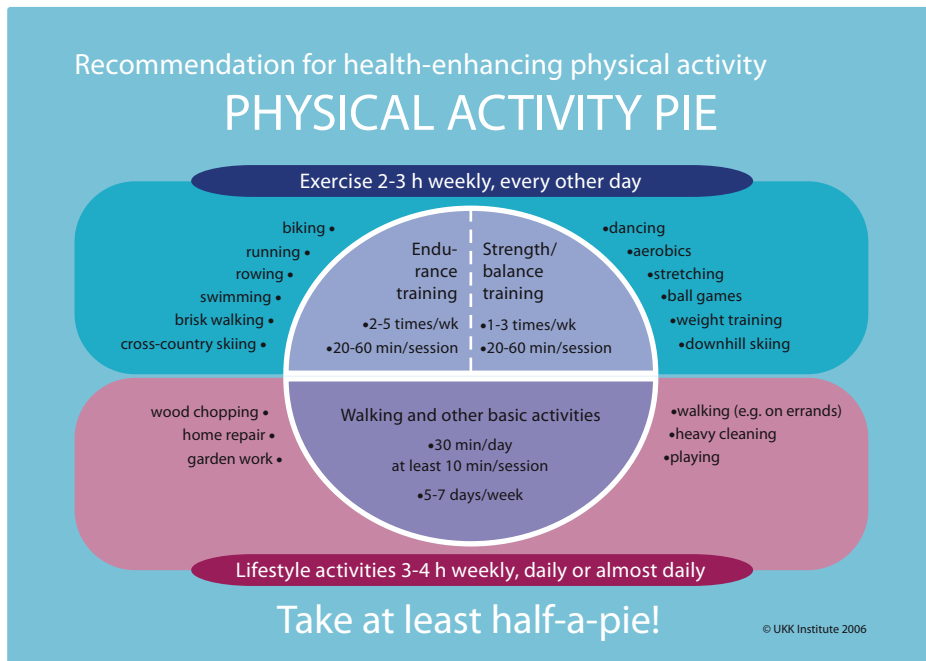 Recommendation for health-enhancing physical activity
PHYSICAL ACTIVITY PIE
Exercise 2-3 h weekly, every other day
biking •
running •
rowing •
swimming •
brisk walking •
cross-country skiing •
Endu-
rance
training
•2-5 times/wk
•20-60 min/session
Strength/
balance
training
•1-3 times/wk
•20-60 min/session
•dancing
•aerobics
•stretching
•ball games
•weight training
•downhill skiing
wood chopping •
home repair •
garden work •
Walking and other basic activities
•30 min/day
at least 10 min/session
•5-7 days/week
•walking (e.g. on errands)
•heavy cleaning
•playing
Lifestyle activities 3-4 h weekly, daily or almost daily
Take at least half-a-pie!
© UKK Institute 2006